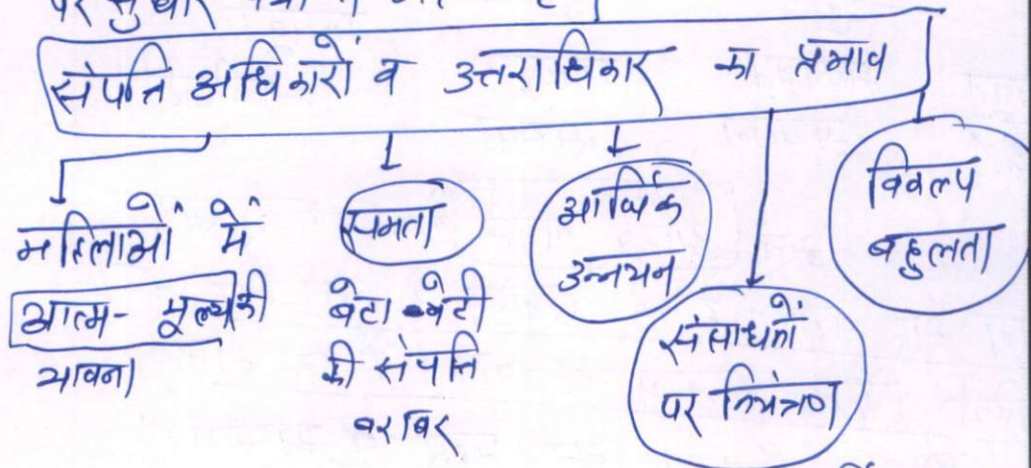 पर सुधार
संपत्ति अधिकारों व उत्तराधिकार का प्रभाव
महिलाओं में
आत्म-मूल्य की
भावना
समता
बेटा-बेटी
की संपत्ति
बराबर
आर्थिक
उन्नयन
संसाधनों
पर नियंत्रण
विकल्प
बहुलता